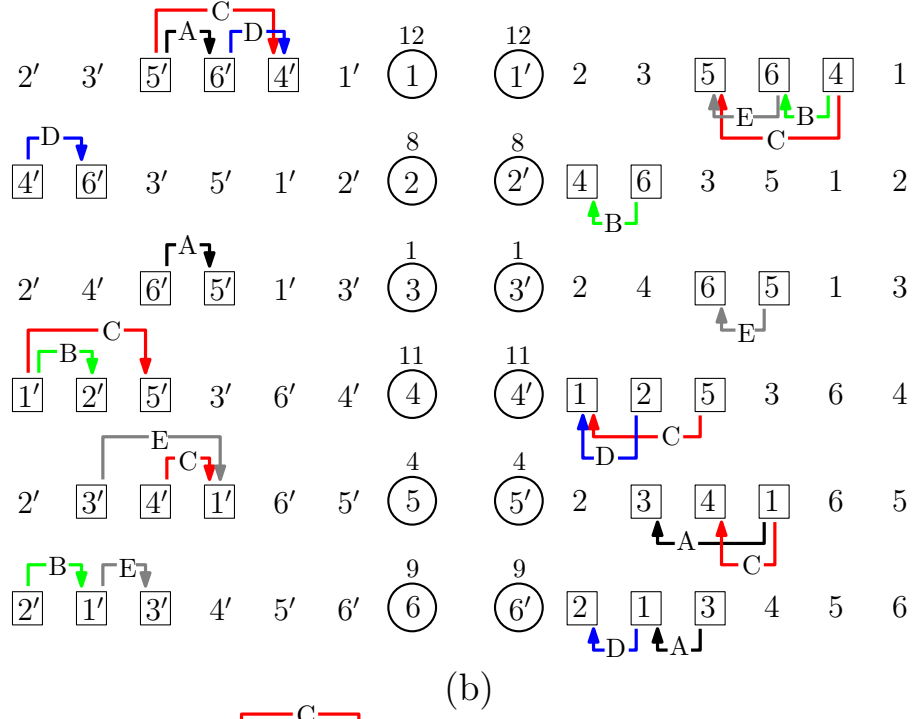 C
A D
12 12
2′ 3′ 5′ 6′ 4′ 1′ 1 1′ 2 3 5 6 4 1
E B
C
D
8 8
4′ 6′ 3′ 5′ 1′ 2′ 2 2′ 4 6 3 5 1 2
B
A
1 1
2′ 4′ 6′ 5′ 1′ 3′ 3 3′ 2 4 6 5 1 3
E
C
B
11 11
1′ 2′ 5′ 3′ 6′ 4′ 4 4′ 1 2 5 3 6 4
C
D
E
C
4 4
2′ 3′ 4′ 1′ 6′ 5′ 5 5′ 2 3 4 1 6 5
A
C
B E
9 9
2′ 1′ 3′ 4′ 5′ 6′ 6 6′ 2 1 3 4 5 6
D A
(b)
C